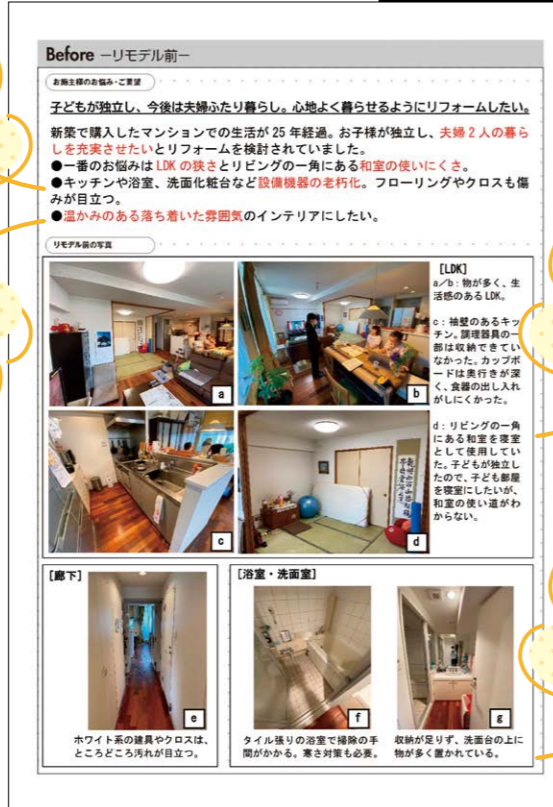 Before －リモデル前－
お施主様のお悩み・ご要望
子どもが独立し、今後は夫婦ふたり暮らし。心地よく暮らせるようにリフォームしたい。
新築で購入したマンションでの生活が 25 年経過。お子様が独立し、夫婦 2 人の暮ら
しを充実させたいとリフォームを検討されていました。
●一番のお悩みは LDK の狭さとリビングの一角にある和室の使いにくさ。
●キッチンや浴室、洗面化粧台など設備機器の老朽化。フローリングやクロスも傷
みが目立つ。
●温かみのある落ち着いた雰囲気のインテリアにしたい。
リモデル前の写真
[LDK]
a／b：物が多く、生
活感のある LDK。
c：袖壁のあるキッ
チン。調理器具の一
部は収納できてい
なかった。カップボ
ードは奥行きが深
く、食器の出し入れ
がしにくかった。
d：リビングの一角
にある和室を寝室
として使用してい
た。子どもが独立し
たので、子ども部屋
を寝室にしたいが、
和室の使い道がわ
からない。
a
b
c
d
[廊下]
e
ホワイト系の建具やクロスは、
ところどころ汚れが目立つ。
[浴室・洗面室]
f
g
タイル張りの浴室で掃除の手
間がかかる。寒さ対策も必要。
収納が足りず、洗面台の上に
物が多く置かれている。